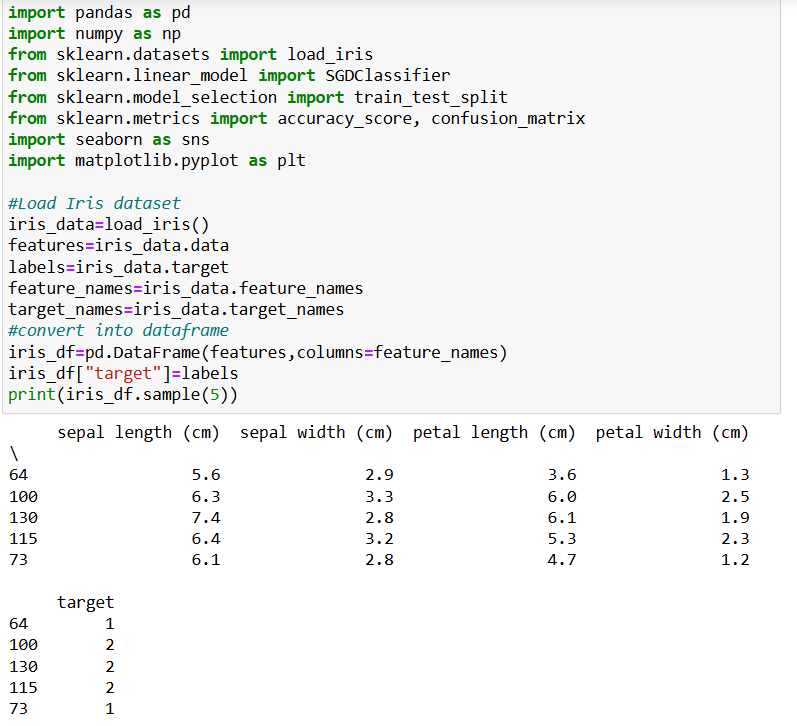 import pandas as pd
import numpy as np
from sklearn.datasets import load_iris
from sklearn.linear_model import SGDClassifier
from sklearn.model_selection import train_test_split
from sklearn.metrics import accuracy_score, confusion_matrix
import seaborn as sns
import matplotlib.pyplot as plt

#Load Iris dataset
iris_data=load_iris()
features=iris_data.data
labels=iris_data.target
feature_names=iris_data.feature_names
target_names=iris_data.target_names
#convert into dataframe
iris_df=pd.DataFrame(features,columns=feature_names)
iris_df["target"]=labels
print(iris_df.sample(5))

     sepal length (cm)  sepal width (cm)  petal length (cm)  petal width (cm)
\
64                 5.6               2.9                3.6               1.3
100                6.3               3.3                6.0               2.5
130                7.4               2.8                6.1               1.9
115                6.4               3.2                5.3               2.3
73                 6.1               2.8                4.7               1.2

     target
64        1
100       2
130       2
115       2
73        1